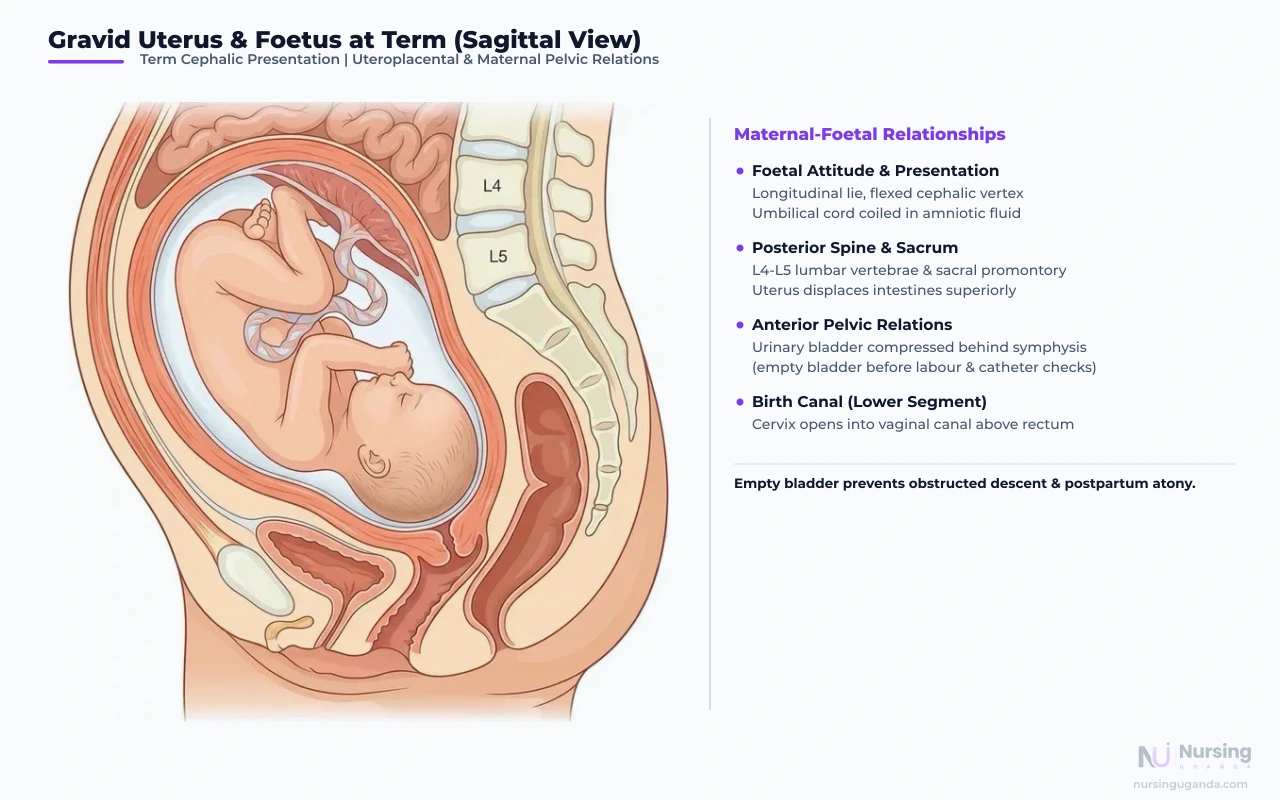 Gravid Uterus & Foetus at Term (Sagittal View)
Term Cephalic Presentation | Uteroplacental & Maternal Pelvic Relations
L4
L5
Maternal-Foetal Relationships
Foetal Attitude & Presentation
Longitudinal lie, flexed cephalic vertex
Umbilical cord coiled in amniotic fluid
Posterior Spine & Sacrum
L4-L5 lumbar vertebrae & sacral promontory
Uterus displaces intestines superiorly
Anterior Pelvic Relations
Urinary bladder compressed behind symphysis
(empty bladder before labour & catheter checks)
Birth Canal (Lower Segment)
Cervix opens into vaginal canal above rectum
Empty bladder prevents obstructed descent & postpartum atony.
NU Nursing
UGANDA
nursinguganda.com